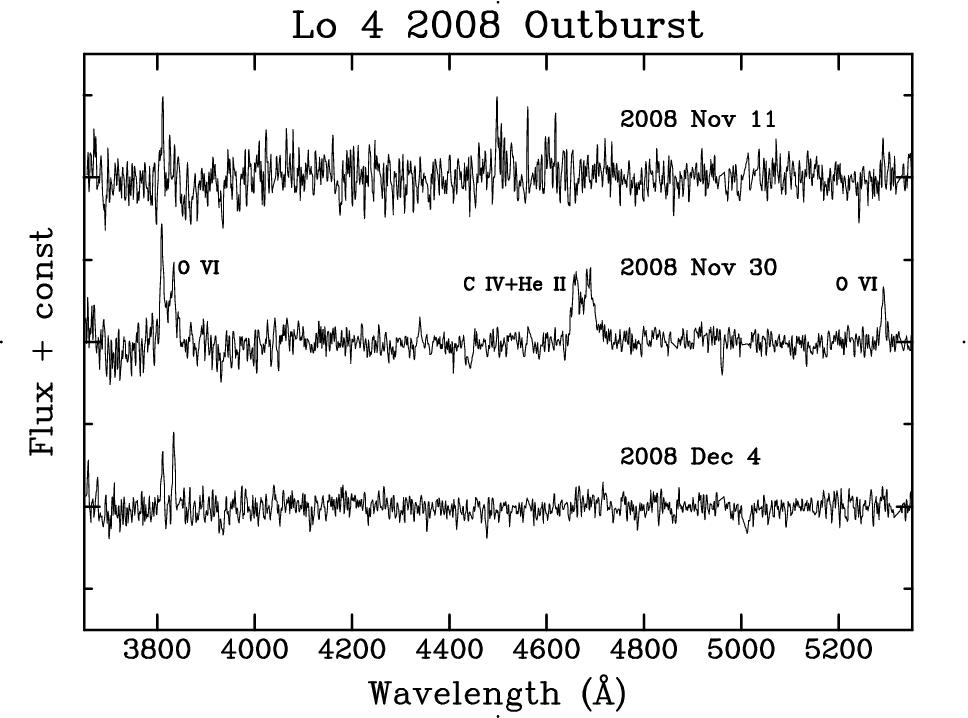 Lo 4 2008 Outburst
2008 Nov 11
O VI
C IV+He II
2008 Nov 30
O VI
2008 Dec 4
Flux + const
3800 4000 4200 4400 4600 4800 5000 5200
Wavelength (Å)